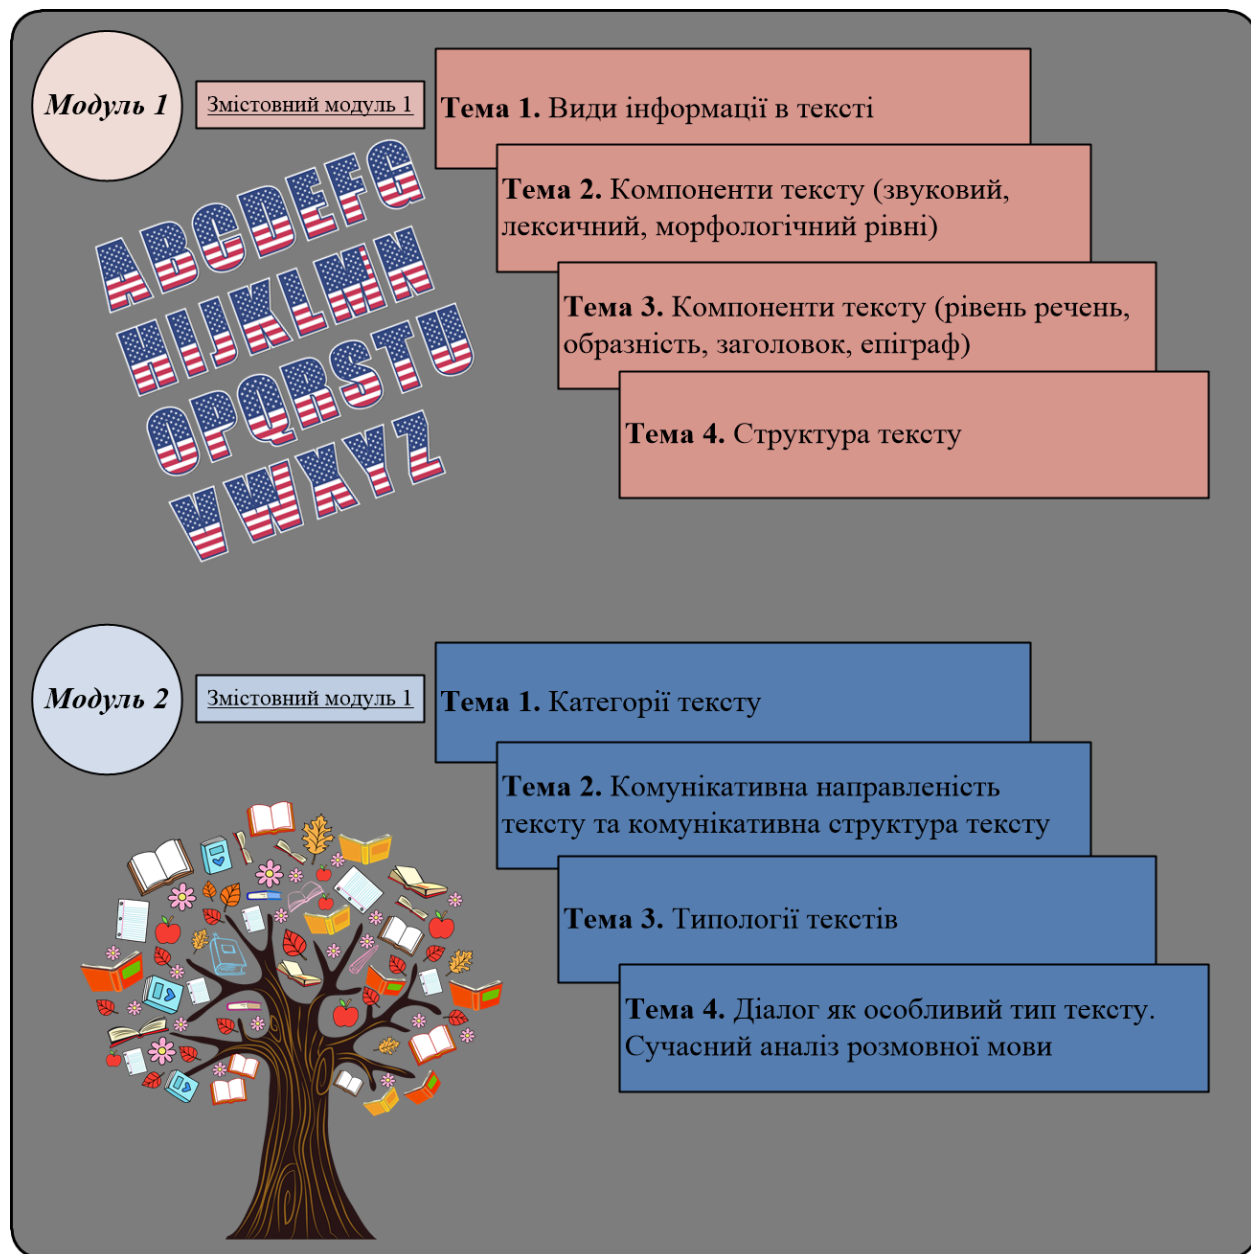 Модуль 1
Змістовний модуль 1
Тема 1. Види інформації в тексті
Тема 2. Компоненти тексту (звуковий,
лексичний, морфологічний рівні)
Тема 3. Компоненти тексту (рівень речень,
образність, заголовок, епіграф)
Тема 4. Структура тексту
ABCDEFG
HIJKLMN
OPQRSTU
VWXYZ
Модуль 2
Змістовний модуль 1
Тема 1. Категорії тексту
Тема 2. Комунікативна направленість
тексту та комунікативна структура тексту
Тема 3. Типології текстів
Тема 4. Діалог як особливий тип тексту.
Сучасний аналіз розмовної мови